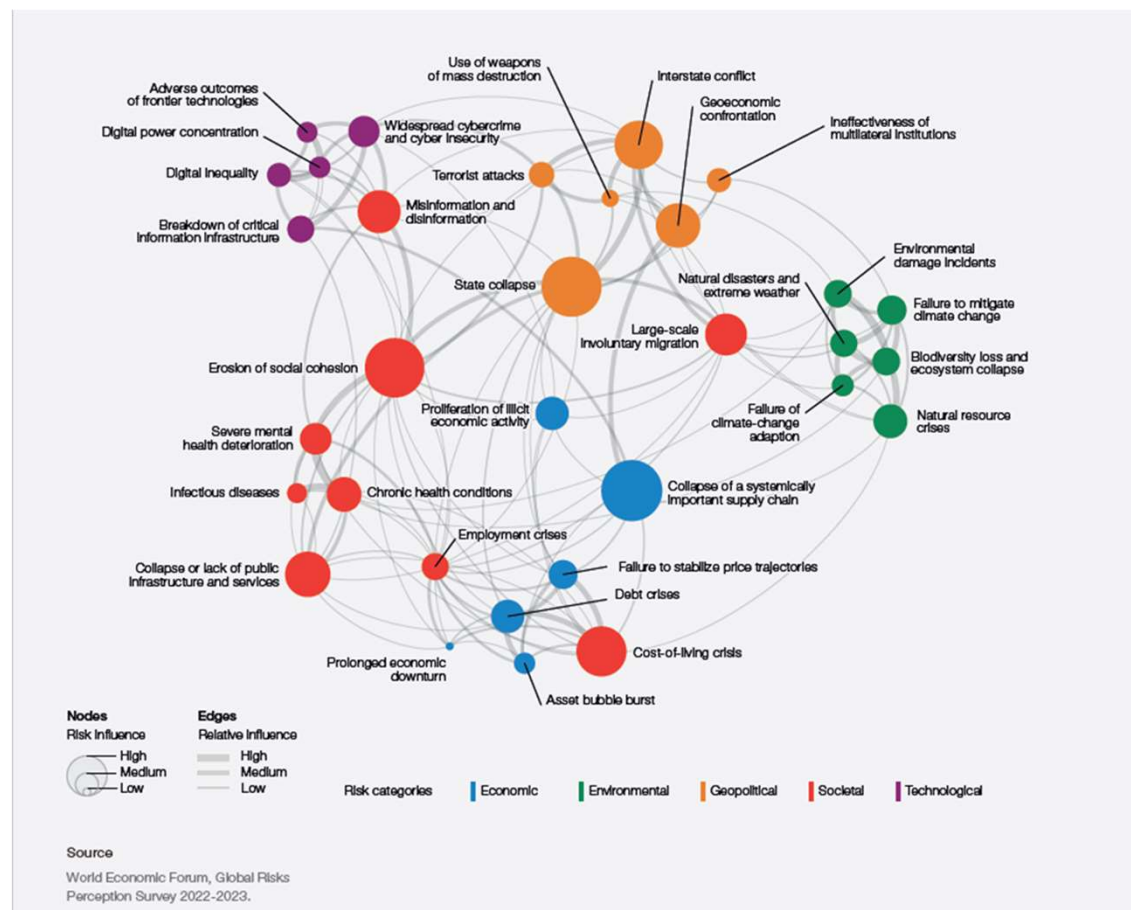 Use of weapons
of mass destruction
Interstate conflict
Adverse outcomes
of frontier technologies
Geoeconomic
confrontation
Digital power concentration
Widespread cybercrime
and cyber insecurity
Ineffectiveness of
multilateral institutions
Digital inequality
Terrorist attacks
Misinformation and
disinformation
Breakdown of critical
information infrastructure
Environmental
damage incidents
Natural disasters and
extreme weather
State collapse
Failure to mitigate
climate change
Large-scale
involuntary migration
Erosion of social cohesion
Biodiversity loss and
ecosystem collapse
Proliferation of illicit
economic activity
Failure of
climate-change
adaption
Natural resource
crises
Severe mental
health deterioration
Infectious diseases
Chronic health conditions
Collapse of a systemically
important supply chain
Employment crises
Collapse or lack of public
infrastructure and services
Failure to stabilize price trajectories
Debt crises
Prolonged economic
downturn
Cost-of-living crisis
Asset bubble burst
Nodes
Risk influence
High
Medium
Low
Edges
Relative influence
High
Medium
Low
Risk categories
Economic
Environmental
Geopolitical
Societal
Technological
Source
World Economic Forum, Global Risks
Perception Survey 2022-2023.